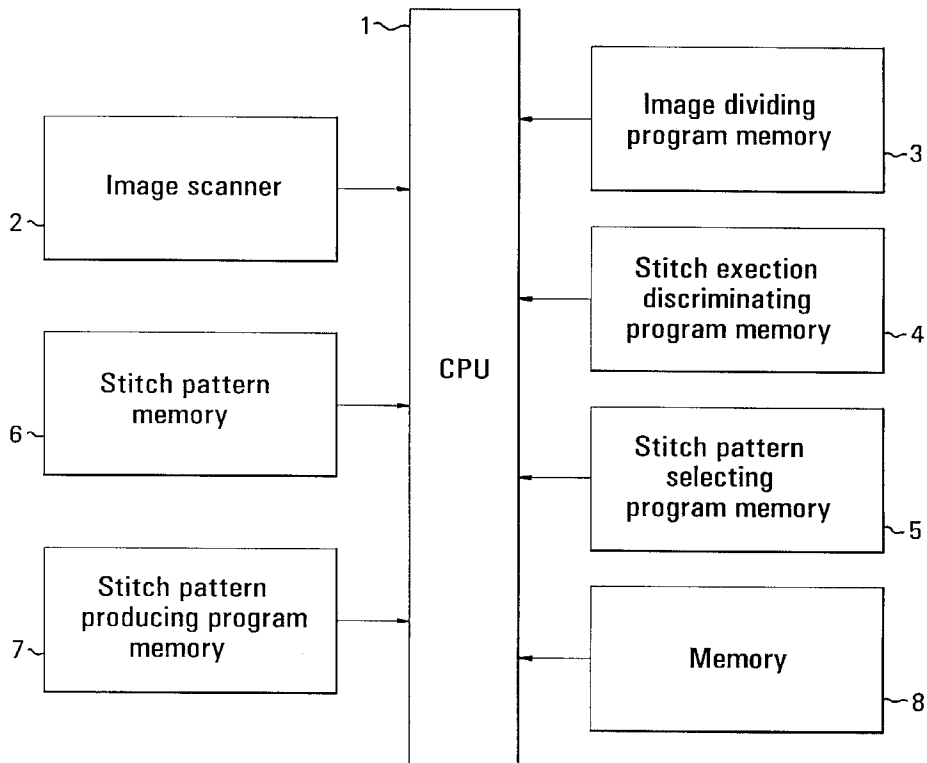 1
CPU
Image scanner
2
Stitch pattern
memory
6
Stitch pattern
producing program
memory
7
Image dividing
program memory
3
Stitch exection
discriminating
program memory
4
Stitch pattern
selecting
program memory
5
Memory
8